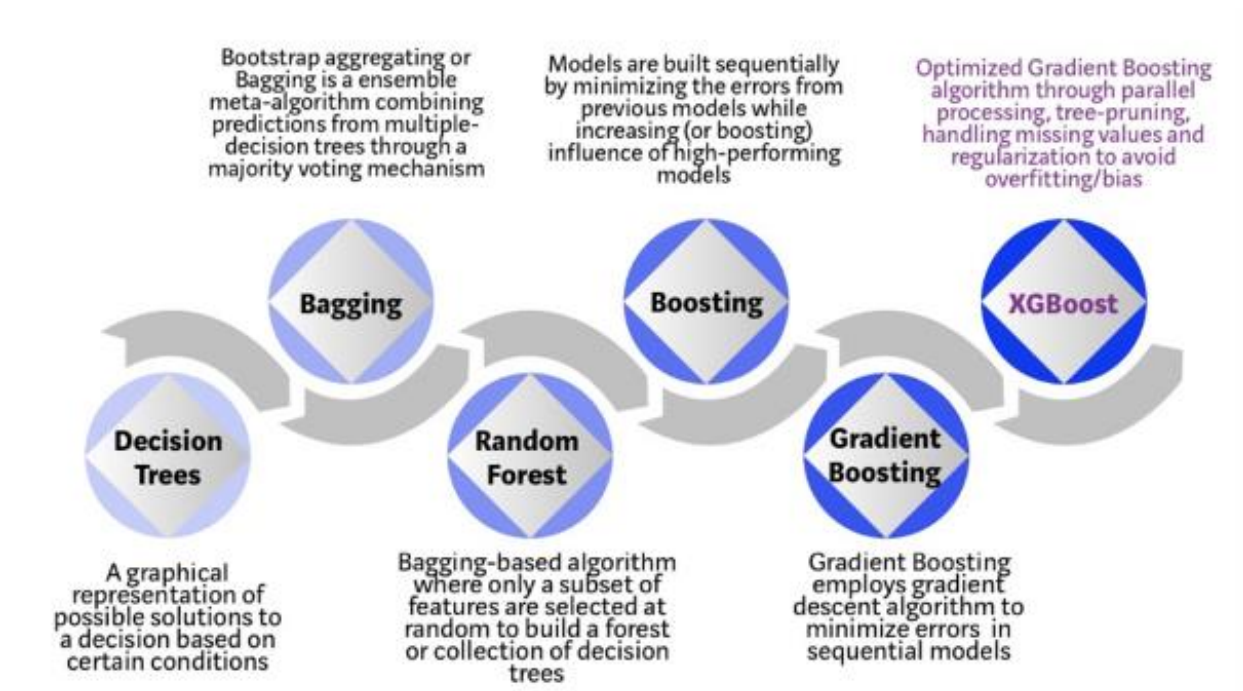 Bootstrap aggregating or
Bagging is a ensemble
meta-algorithm combining
predictions from multiple-
decision trees through a
majority voting mechanism
Models are built sequentially
by minimizing the errors from
previous models while
increasing (or boosting)
influence of high-performing
models
Optimized Gradient Boosting
algorithm through parallel
processing, tree-pruning,
handling missing values and
regularization to avoid
overfitting/bias
Bagging
Boosting
XGBoost
Decision
Trees
Random
Forest
Gradient
Boosting
A graphical
representation of
possible solutions to
a decision based on
certain conditions
Bagging-based algorithm
where only a subset of
features are selected at
random to build a forest
or collection of decision
trees
Gradient Boosting
employs gradient
descent algorithm to
minimize errors in
sequential models